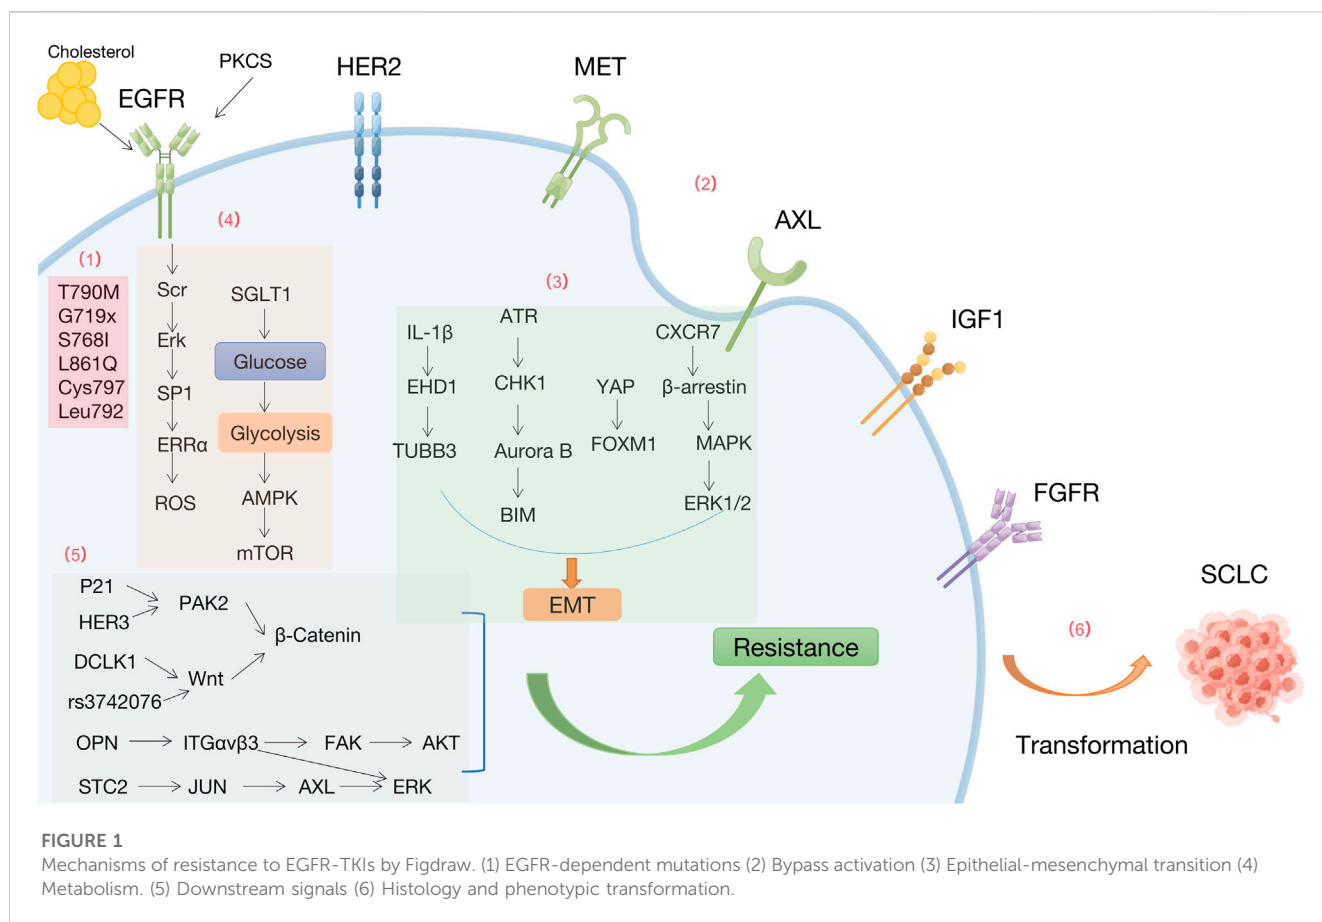 Cholesterol
PKCS
EGFR
HER2
MET
(2)
AXL
(4)
(1)
T790M
G719x
S768I
L861Q
Cys797
Leu792
Scr
Erk
SP1
ERRα
ROS
SGLT1
Glucose
Glycolysis
AMPK
mTOR
(3)
IL-1β
EHD1
TUBB3
ATR
CHK1
Aurora B
BIM
YAP
FOXM1
CXCR7
β-arrestin
MAPK
ERK1/2
EMT
IGF1
FGFR
(5)
P21
HER3
PAK2
β-Catenin
DCLK1
rs3742076
Wnt
OPN
ITGαvβ3
FAK
AKT
STC2
JUN
AXL
ERK
Resistance
(6)
SCLC
Transformation
FIGURE 1
Mechanisms of resistance to EGFR-TKIs by Figdraw. (1) EGFR-dependent mutations (2) Bypass activation (3) Epithelial-mesenchymal transition (4)
Metabolism. (5) Downstream signals (6) Histology and phenotypic transformation.